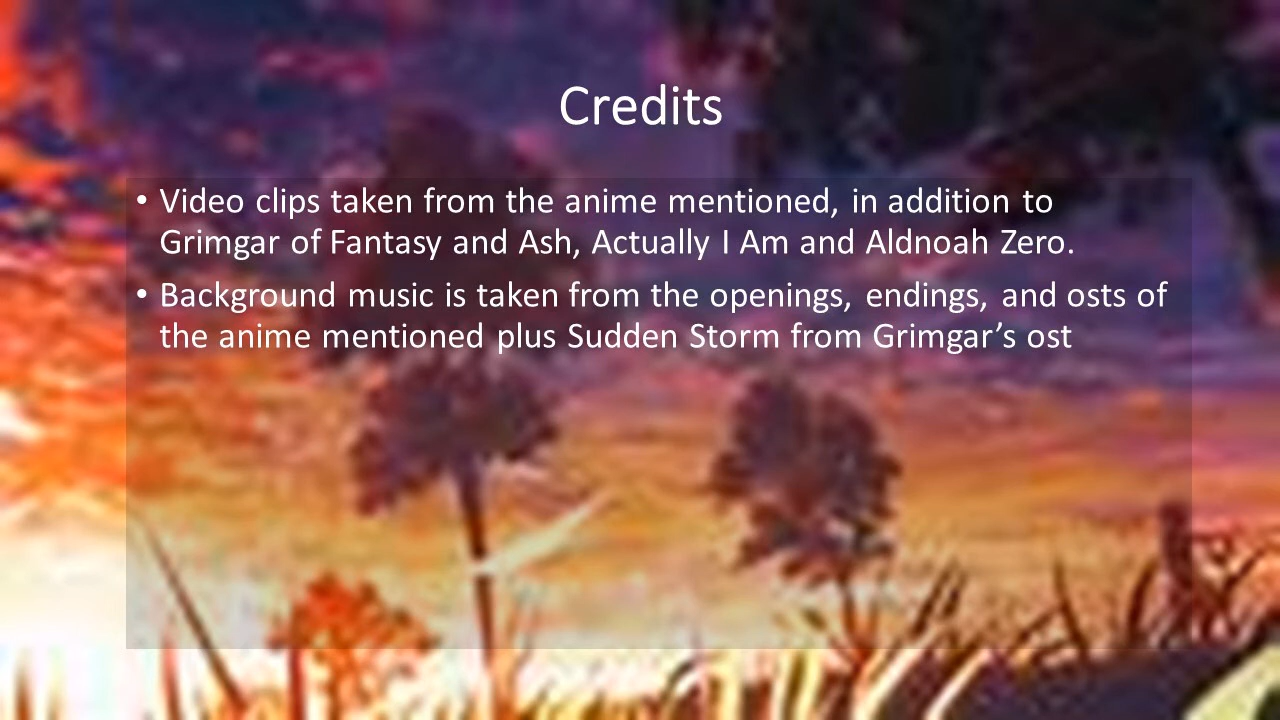 Credits
• Video clips taken from the anime mentioned, in addition to
Grimgar of Fantasy and Ash, Actually I Am and Aldnoah Zero.
• Background music is taken from the openings, endings, and osts of
the anime mentioned plus Sudden Storm from Grimgar’s ost